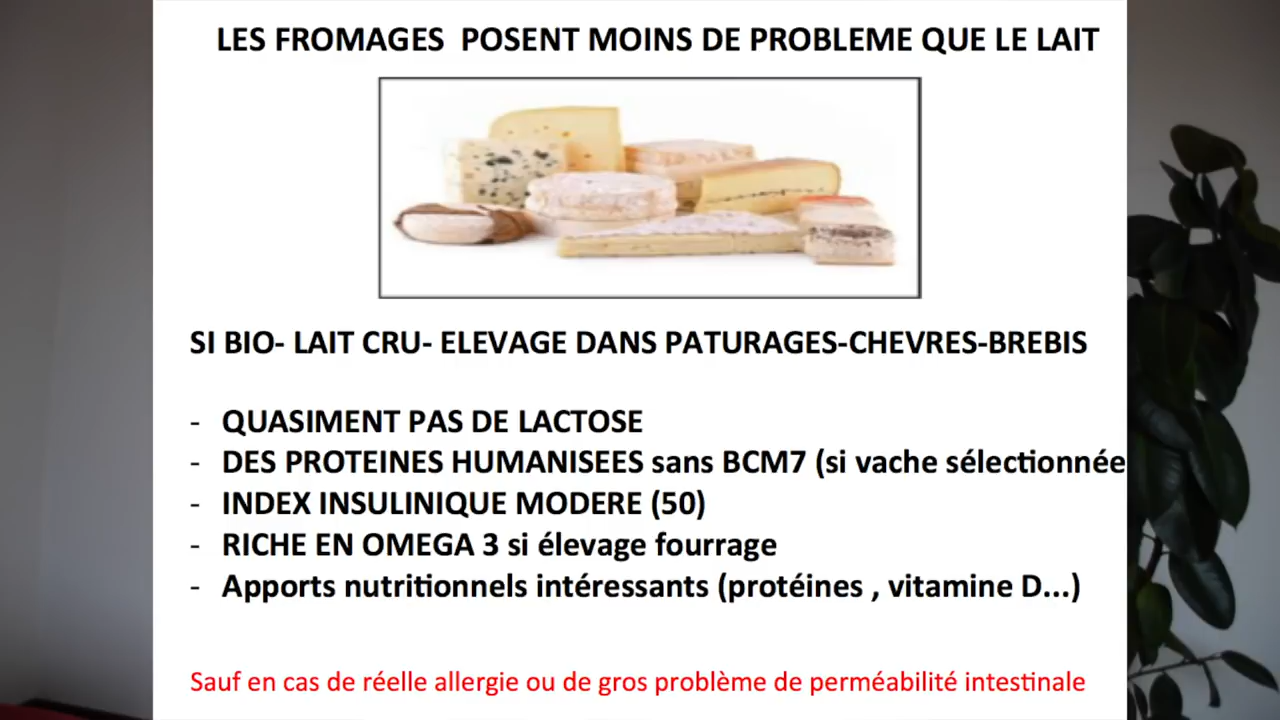 LES FROMAGES POSENT MOINS DE PROBLEME QUE LE LAIT
SI BIO- LAIT CRU- ELEVAGE DANS PATURAGES-CHEVRES-BREBIS
- QUASIMENT PAS DE LACTOSE
- DES PROTEINES HUMANISEES sans BCM7 (si vache sélectionnée
- INDEX INSULINIQUE MODERE (50)
- RICHE EN OMEGA 3 si élevage fourrage
- Apports nutritionnels intéressants (protéines , vitamine D...)
Sauf en cas de réelle allergie ou de gros problème de perméabilité intestinale